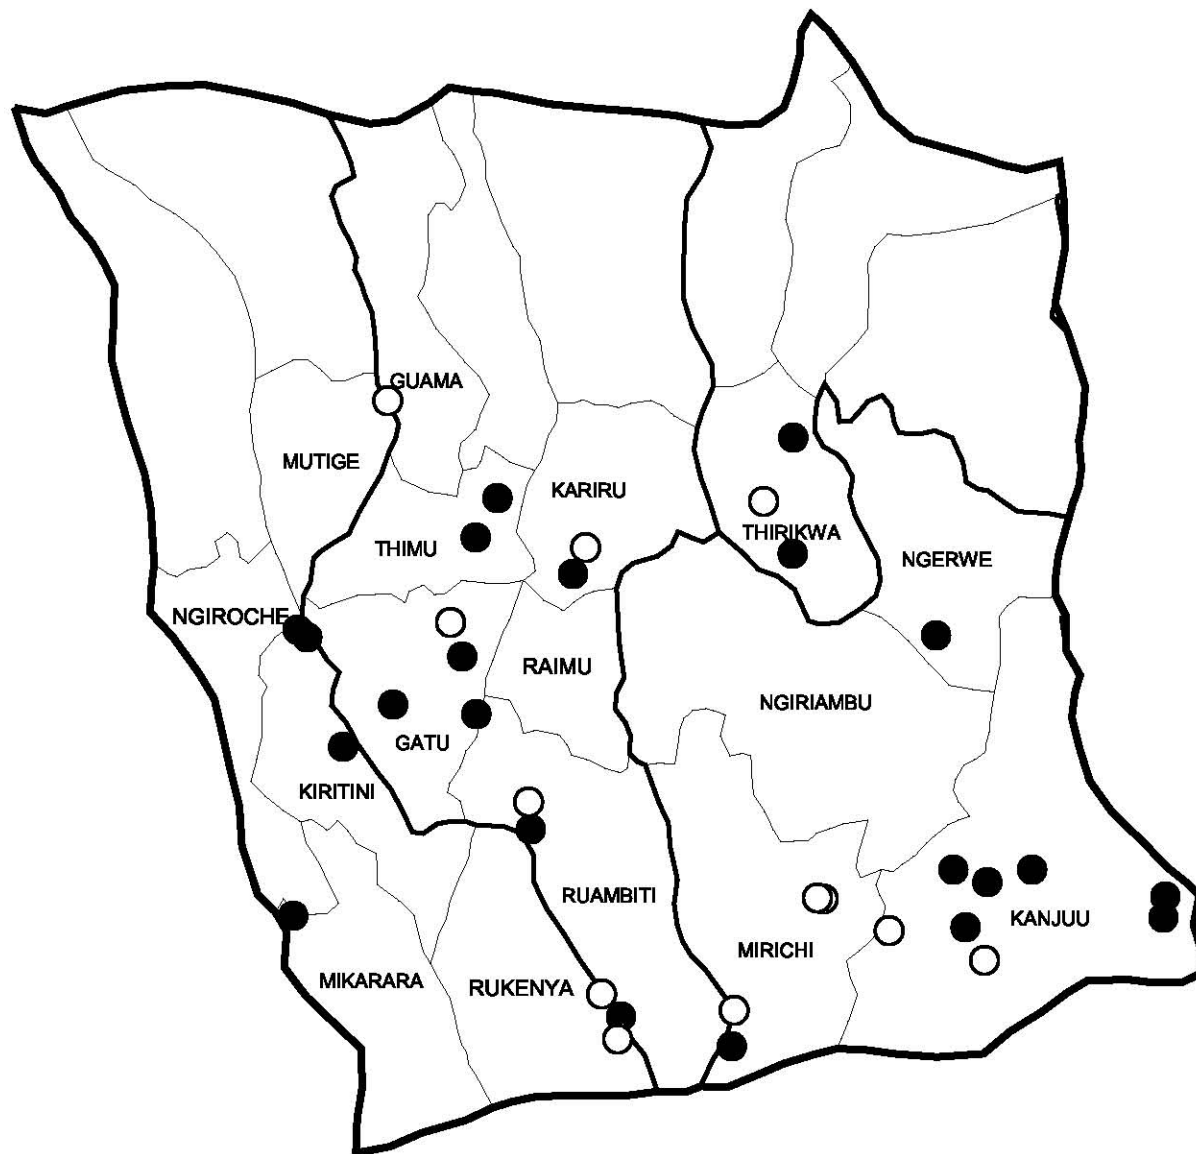 GUAMA
MUTIGE
KARIRU
THIRIKWA
THIMU
NGERWE
NGIROCHE
RAIMU
NGIRIAMBU
GATU
KIRITINI
RUAMBITI
KANJUU
MIRICHI
MIKARARA
RUKENYA